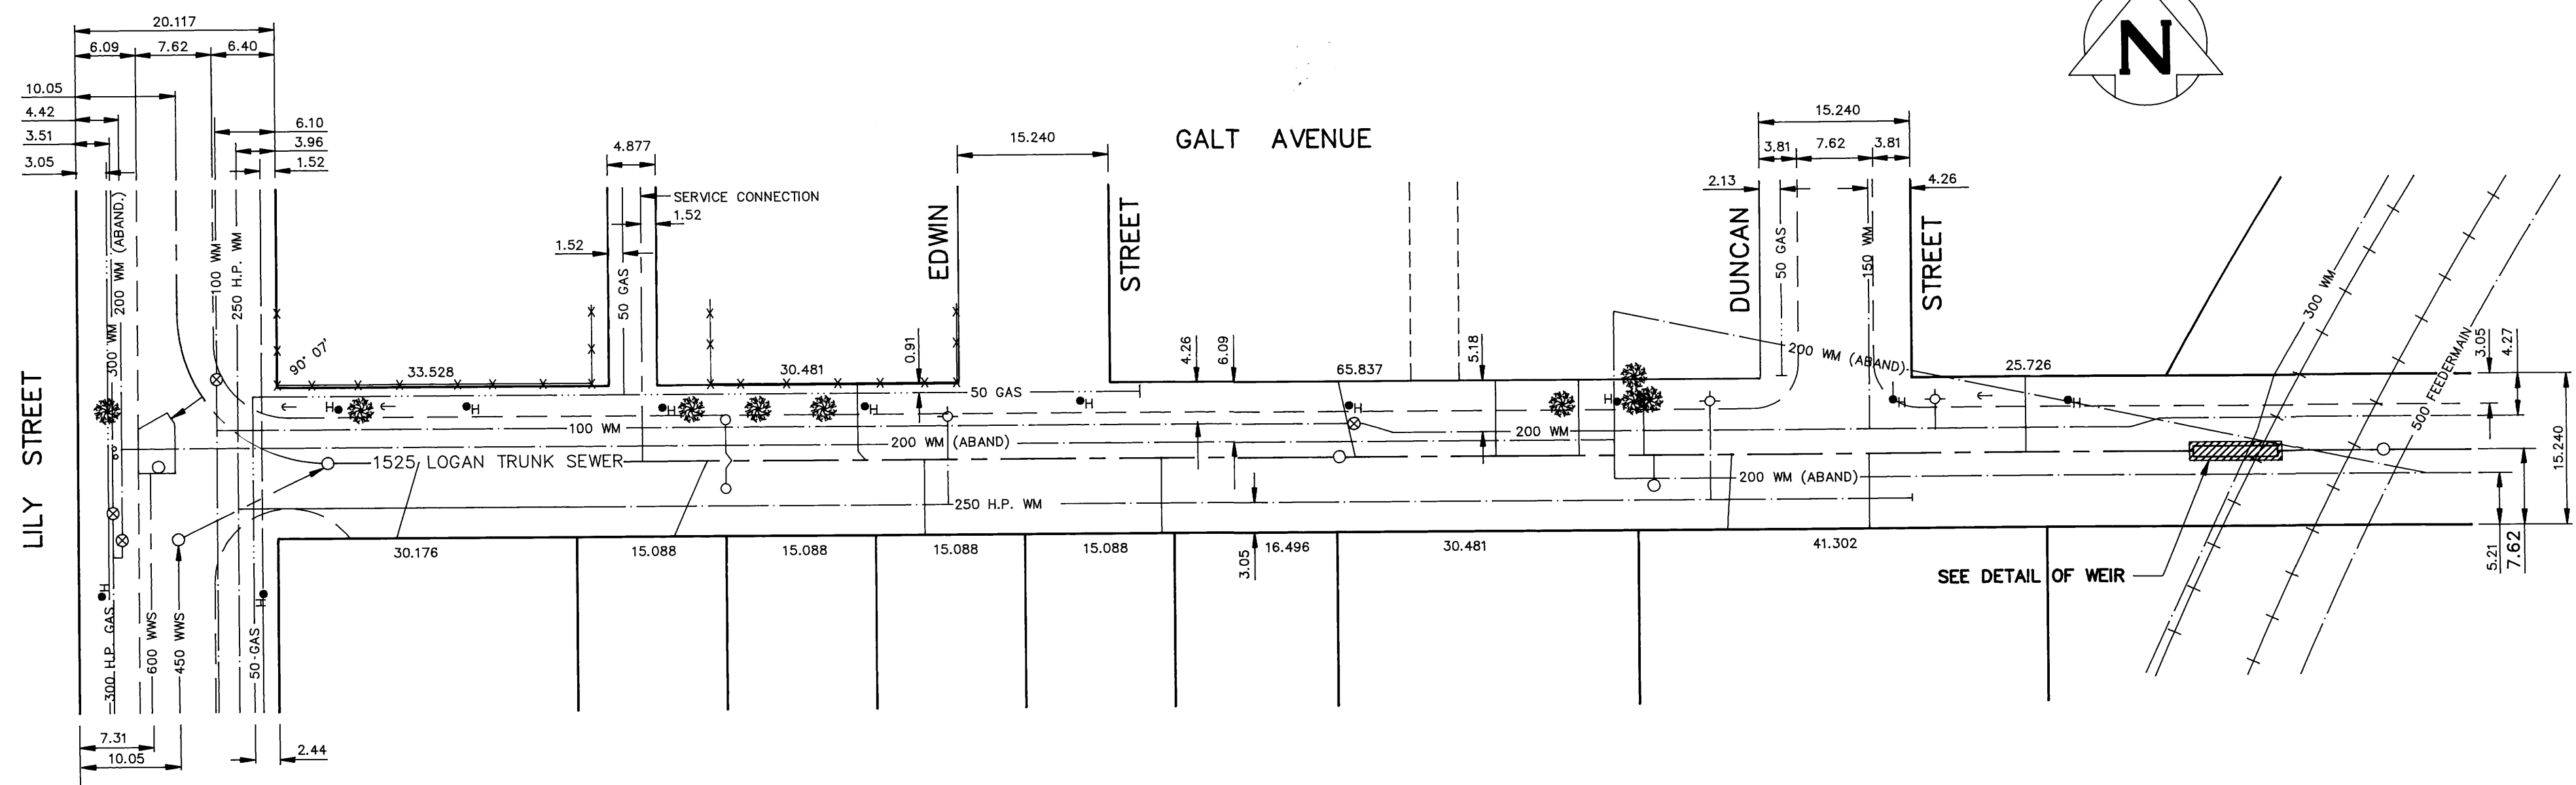 20.117
6.09 7.62 6.40
10.05
4.42
3.51
3.05
6.10
3.96
1.52
N
GALT AVENUE
4.877
SERVICE CONNECTION
1.52
1.52
15.240
15.240
3.81 7.62 3.81
2.13
4.26
LILY STREET
EDWIN STREET
DUNCAN STREET
300 WM
200 WM (ABAND.)
100 WM
250 H.P. WM
50 GAS
50 GAS
150 WM
300 WM
500 FEEDERMAIN
90° 07'
33.528
30.481
0.91
4.26
6.09
65.837
5.18
25.726
3.05
4.27
15.240
200 WM (ABAND)
50 GAS
H
H
H
H
H
H
H
H
H
100 WM
200 WM (ABAND)
200 WM
1525 LOGAN TRUNK SEWER
200 WM (ABAND)
250 H.P. WM
30.176
15.088
15.088
15.088
15.088
3.05
16.496
30.481
41.302
5.21
7.62
SEE DETAIL OF WEIR
H
H
300 H.P. GAS
600 WWS
450 WWS
50 GAS
7.31
10.05
2.44